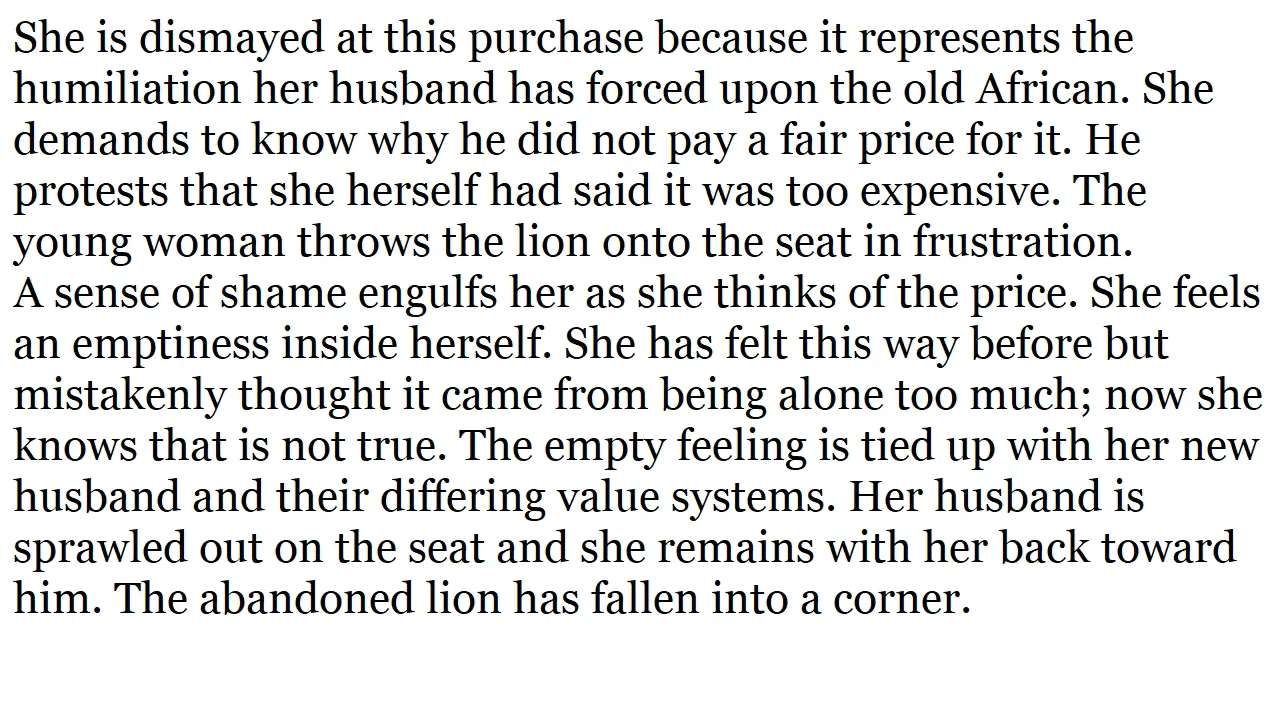 She is dismayed at this purchase because it represents the
humiliation her husband has forced upon the old African. She
demands to know why he did not pay a fair price for it. He
protests that she herself had said it was too expensive. The
young woman throws the lion onto the seat in frustration.
A sense of shame engulfs her as she thinks of the price. She feels
an emptiness inside herself. She has felt this way before but
mistakenly thought it came from being alone too much; now she
knows that is not true. The empty feeling is tied up with her new
husband and their differing value systems. Her husband is
sprawled out on the seat and she remains with her back toward
him. The abandoned lion has fallen into a corner.